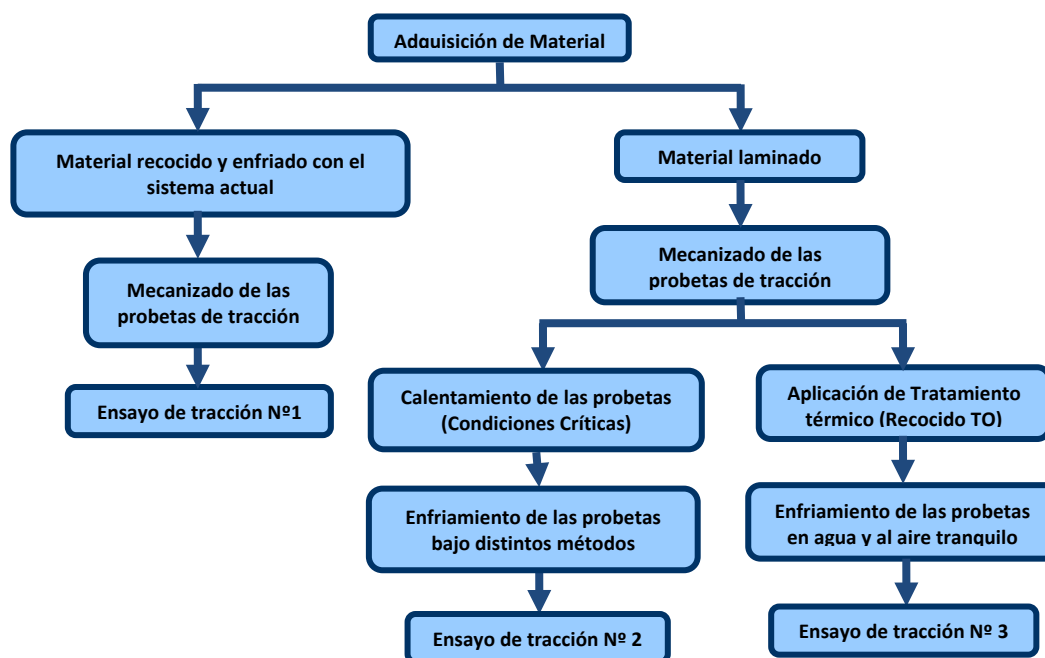 Adquisición de Material
Material recocido y enfriado con el
sistema actual
Material laminado
Mecanizado de las
probetas de tracción
Mecanizado de las
probetas de tracción
Ensayo de tracción Nº1
Calentamiento de las probetas
(Condiciones Críticas)
Aplicación de Tratamiento
térmico (Recocido TO)
Enfriamiento de las probetas
bajo distintos métodos
Enfriamiento de las probetas
en agua y al aire tranquilo
Ensayo de tracción Nº 2
Ensayo de tracción Nº 3